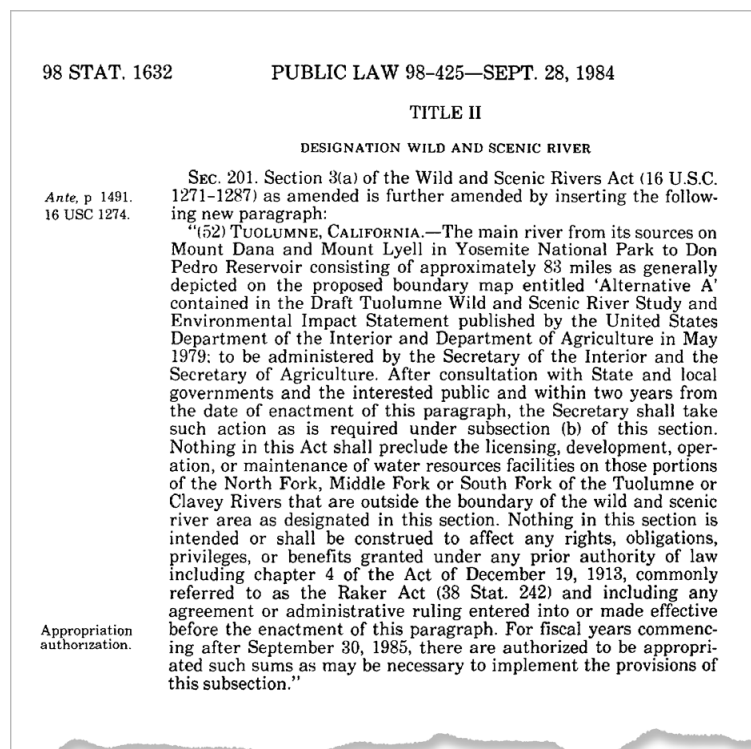 98 STAT. 1632 PUBLIC LAW 98-425—SEPT. 28, 1984
TITLE II
DESIGNATION WILD AND SCENIC RIVER
Ante, p 1491.
16 USC 1274.
SEC. 201. Section 3(a) of the Wild and Scenic Rivers Act (16 U.S.C.
1271-1287) as amended is further amended by inserting the follow-
ing new paragraph:
"(52) TUOLUMNE, CALIFORNIA.—The main river from its sources on
Mount Dana and Mount Lyell in Yosemite National Park to Don
Pedro Reservoir consisting of approximately 83 miles as generally
depicted on the proposed boundary map entitled 'Alternative A'
contained in the Draft Tuolumne Wild and Scenic River Study and
Environmental Impact Statement published by the United States
Department of the Interior and Department of Agriculture in May
1979; to be administered by the Secretary of the Interior and the
Secretary of Agriculture. After consultation with State and local
governments and the interested public and within two years from
the date of enactment of this paragraph, the Secretary shall take
such action as is required under subsection (b) of this section.
Nothing in this Act shall preclude the licensing, development, oper-
ation, or maintenance of water resources facilities on those portions
of the North Fork, Middle Fork or South Fork of the Tuolumne or
Clavey Rivers that are outside the boundary of the wild and scenic
river area as designated in this section. Nothing in this section is
intended or shall be construed to affect any rights, obligations,
privileges, or benefits granted under any prior authority of law
including chapter 4 of the Act of December 19, 1913, commonly
referred to as the Raker Act (38 Stat. 242) and including any
agreement or administrative ruling entered into or made effective
before the enactment of this paragraph. For fiscal years commenc-
ing after September 30, 1985, there are authorized to be appropri-
ated such sums as may be necessary to implement the provisions of
this subsection."
Appropriation
authorization.